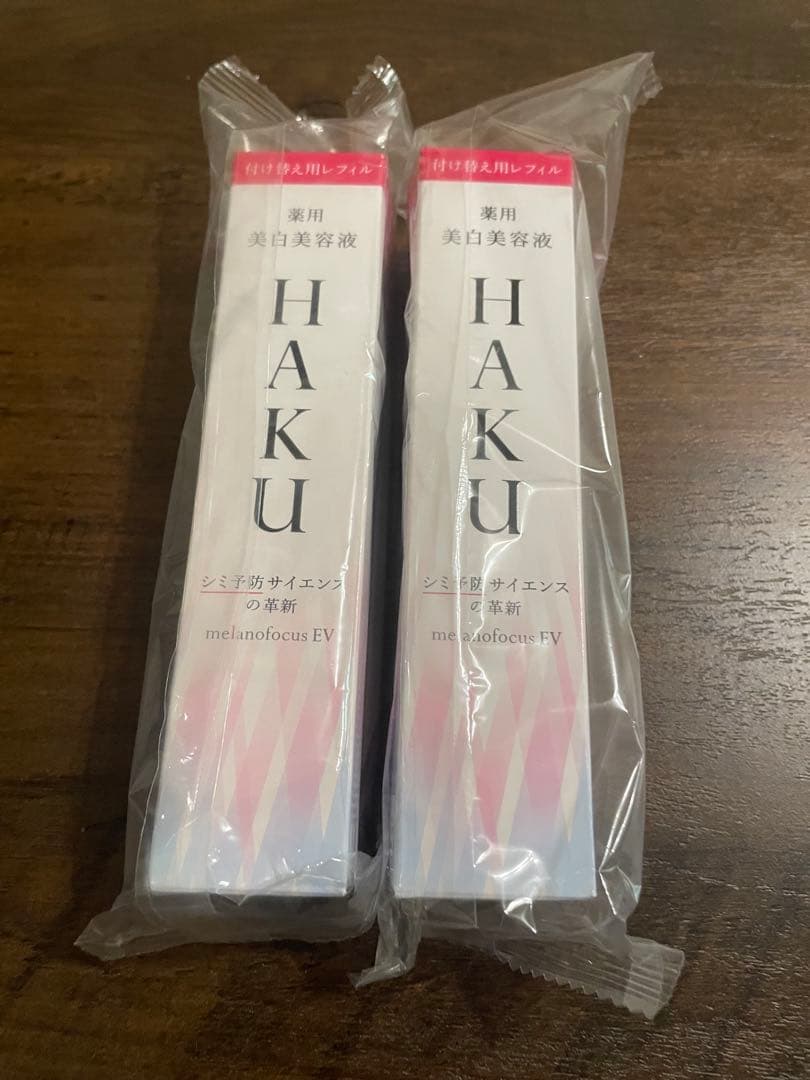 付け替え用レフィル
薬用
美白美容液
H
A
K
U
シミ予防サイエンス
の革新
melanofocus EV
付け替え用レフィル
薬用
美白美容液
H
A
K
U
シミ予防サイエンス
の革新
melanofocus EV